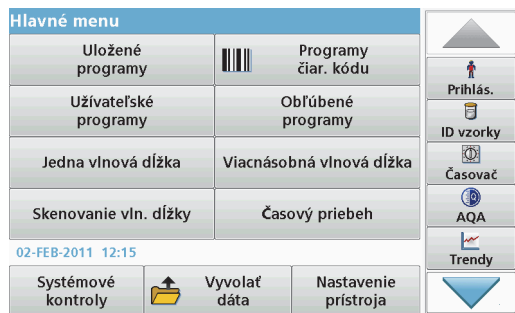 Hlavné menu
Uložené
programy
Programy
čiar. kódu
Užívateľské
programy
Obľúbené
programy
Jedna vlnová dĺžka
Viacnásobná vlnová dĺžka
Skenovanie vln. dĺžky
Časový priebeh
02-FEB-2011 12:15
Systémové
kontroly
Vyvolať
dáta
Nastavenie
prístroja
Prihlás.
ID vzorky
Časovač
AQA
Trendy